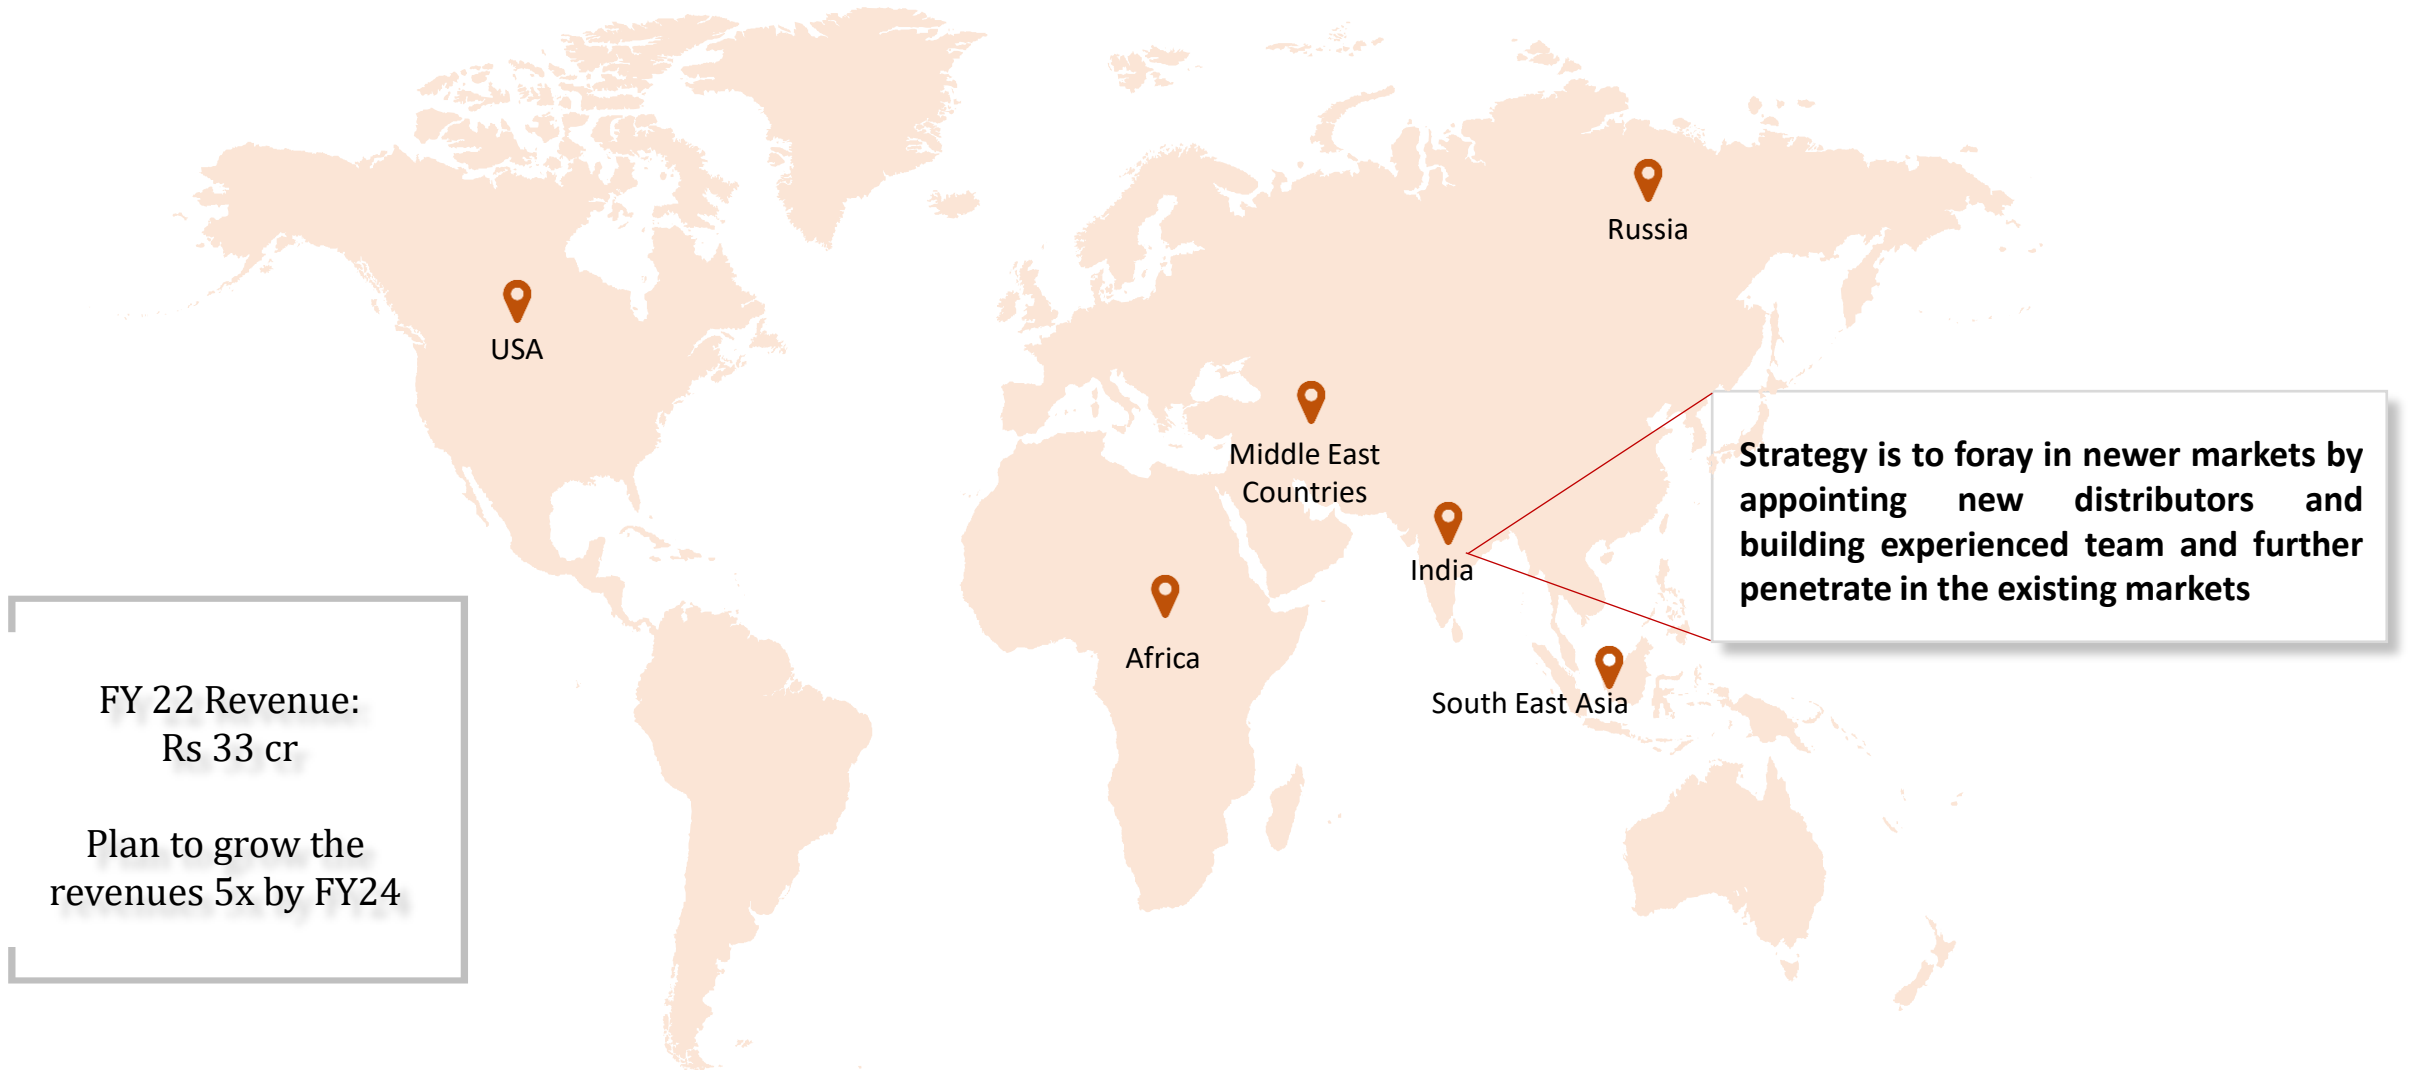 Russia
USA
Middle East
Countries
Strategy is to foray in newer markets by
appointing new distributors and
building experienced team and further
penetrate in the existing markets
India
Africa
South East Asia
FY 22 Revenue:
Rs 33 cr
Plan to grow the
revenues 5x by FY24